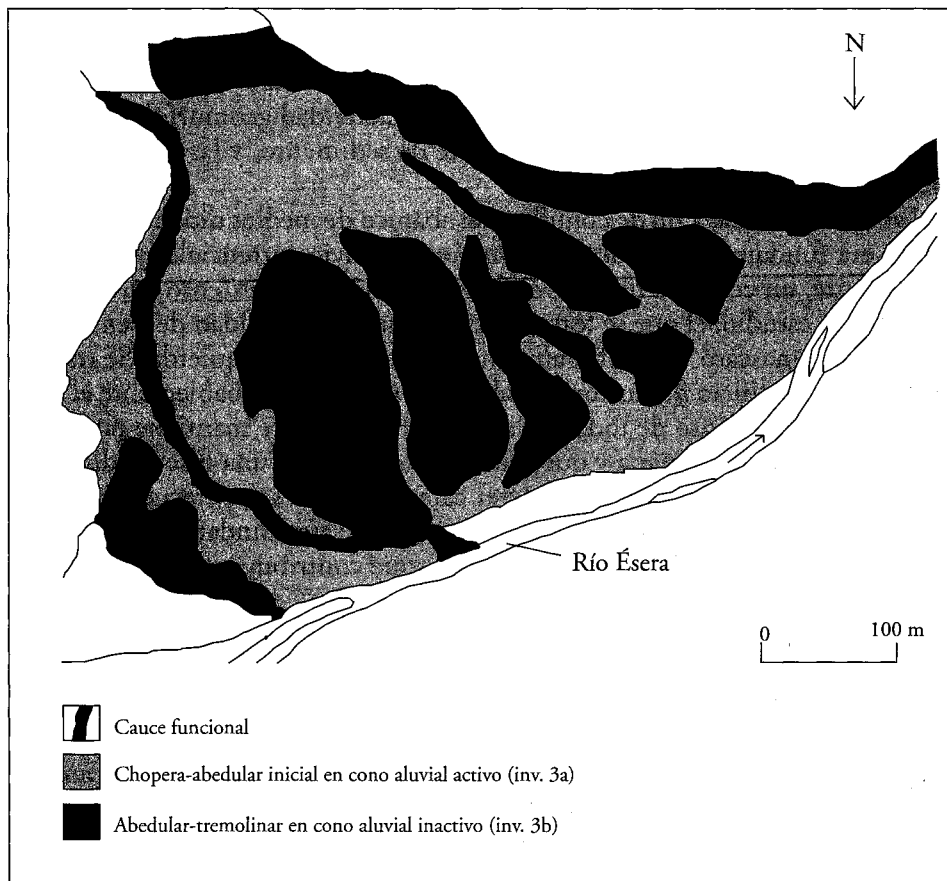 N
Río Ésera
0 100 m
Cauce funcional
Chopera-abedular inicial en cono aluvial activo (inv. 3a)
Abedular-tremolinar en cono aluvial inactivo (inv. 3b)